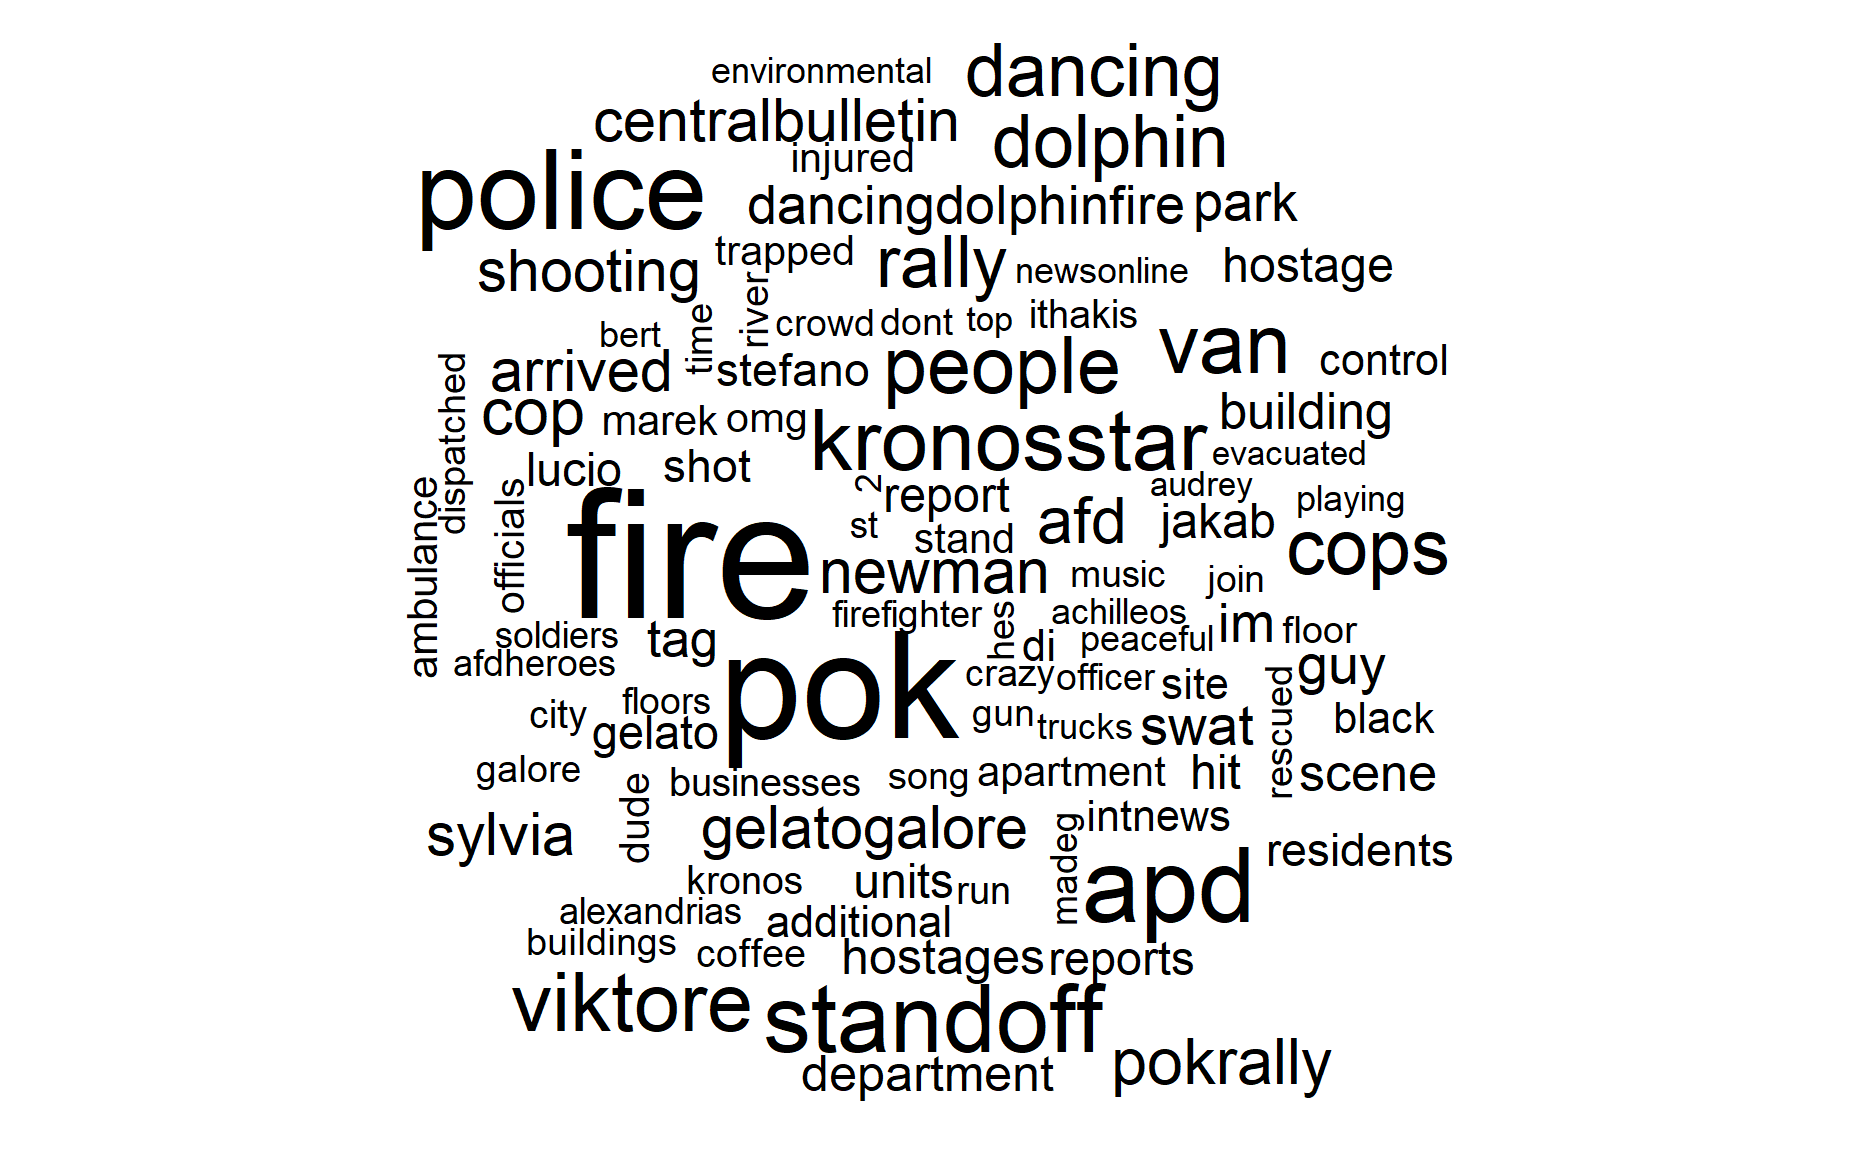 environmental
dancing
centralbulletin
dolphin
injured
police
dancingdolphinfire
park
shooting
trapped
rally
newsonline
hostage
river
time
bert
crowd
dont
top
ithakis
van
arrived
stefano
people
control
dispatched
cop
marek
omg
kronosstar
building
evacuated
lucio
shot
2
report
audrey
playing
ambulance
officials
fire
st
stand
afd
jakab
cops
newman
music
join
firefighter
hes
achilleos
im
floor
soldiers
tag
di
peaceful
afdheroes
pok
crazy
officer
site
rescued
guy
city
floors
gelato
gun
trucks
swat
black
galore
dude
businesses
song
apartment
hit
scene
sylvia
gelatogalore
madeg
intnews
residents
kronos
units
run
apd
alexandrias
additional
buildings
coffee
hostages
reports
viktore
standoff
department
pokrally